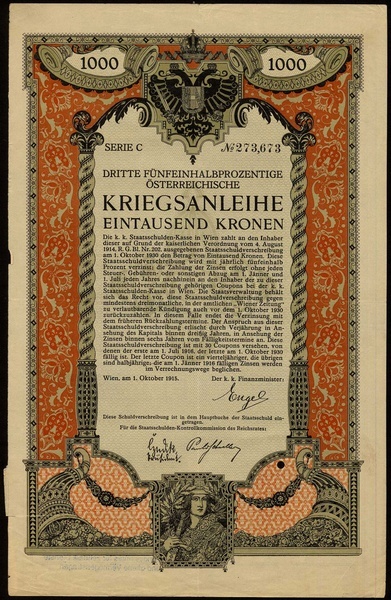 1000 1000
SERIE C № 273,673
DRITTE FÜNFEINHALBPROZENTIGE
ÖSTERREICHISCHE
KRIEGSANLEIHE
EINTAUSEND KRONEN
Die k. k. Staatsschulden-Kasse in Wien zahlt an den Inhaber
dieser auf Grund der kaiserlichen Verordnung vom 4. August
1914, R. G. Bl. Nr. 202, ausgegebenen Staatsschuldverschreibung
am 1. Oktober 1930 den Betrag von Eintausend Kronen. Diese
Staatsschuldverschreibung wird mit jährlich fünfeinhalb
Prozent verzinst; die Zahlung der Zinsen erfolgt ohne jeden
Steuer-, Gebühren- oder sonstigen Abzug am 1. Jänner und
1. Juli jeden Jahres nachhinein an den Inhaber der zu dieser
Staatsschuldverschreibung gehörigen Coupons bei der k. k.
Staatsschulden-Kasse in Wien. Die Staatsverwaltung behält
sich das Recht vor, diese Staatsschuldverschreibung gegen
mindestens dreimonatliche, in der amtlichen „Wiener Zeitung“
zu verlautbarende Kündigung auch vor dem 1. Oktober 1930
zurückzuzahlen. In diesem Falle endet die Verzinsung mit
dem früheren Rückzahlungstermine. Der Anspruch aus dieser
Staatsschuldverschreibung erlischt durch Verjährung in An-
sehung des Kapitals binnen dreißig Jahren, in Ansehung der
Zinsen binnen sechs Jahren vom Fälligkeitstermine an. Diese
Staatsschuldverschreibung ist mit 30 Coupons versehen, von
denen der erste am 1. Juli 1916, der letzte am 1. Oktober 1930
fällig ist. Der letzte Coupon ist ein vierteljähriger, die übrigen
sind halbjährige; die am 1. Jänner 1916 fälligen Zinsen werden
im Verrechnungswege beglichen.
Wien, am 1. Oktober 1915. Der k. k. Finanzminister:
Engel
Diese Schuldverschreibung ist in dem Hauptbuche der Staatsschuld ein-
getragen.
Für die Staatsschulden-Kontrollkommission des Reichsrates: